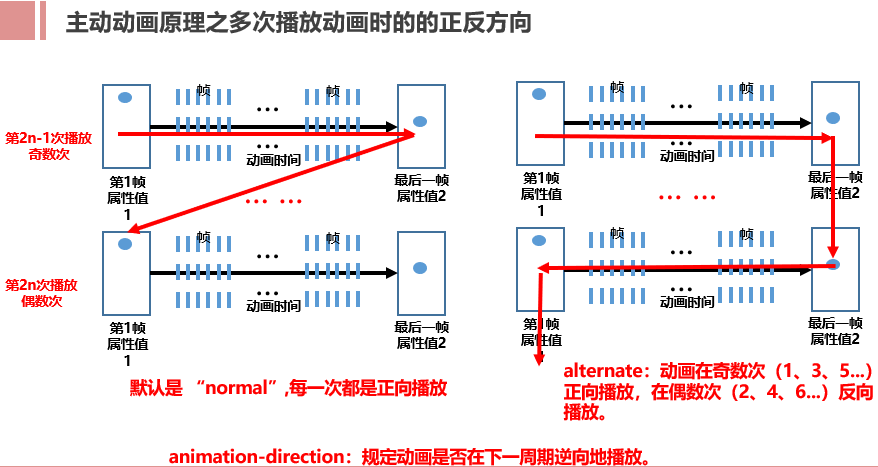 主动动画原理之多次播放动画时的的正反方向
帧 帧
...
第2n-1次播放
奇数次
...
动画时间
第1帧
属性值
1
最后一帧
属性值2
... ...
帧 帧
...
第2n次播放
偶数次
...
动画时间
第1帧
属性值
1
最后一帧
属性值2
默认是 “normal”,每一次都是正向播放
帧 帧
...
...
动画时间
第1帧
属性值
1
最后一帧
属性值2
... ...
帧 帧
...
...
动画时间
第1帧
属性值
最后一帧
属性值2
alternate：动画在奇数次（1、3、5...）
正向播放，在偶数次（2、4、6...）反向
播放。
animation-direction：规定动画是否在下一周期逆向地播放。